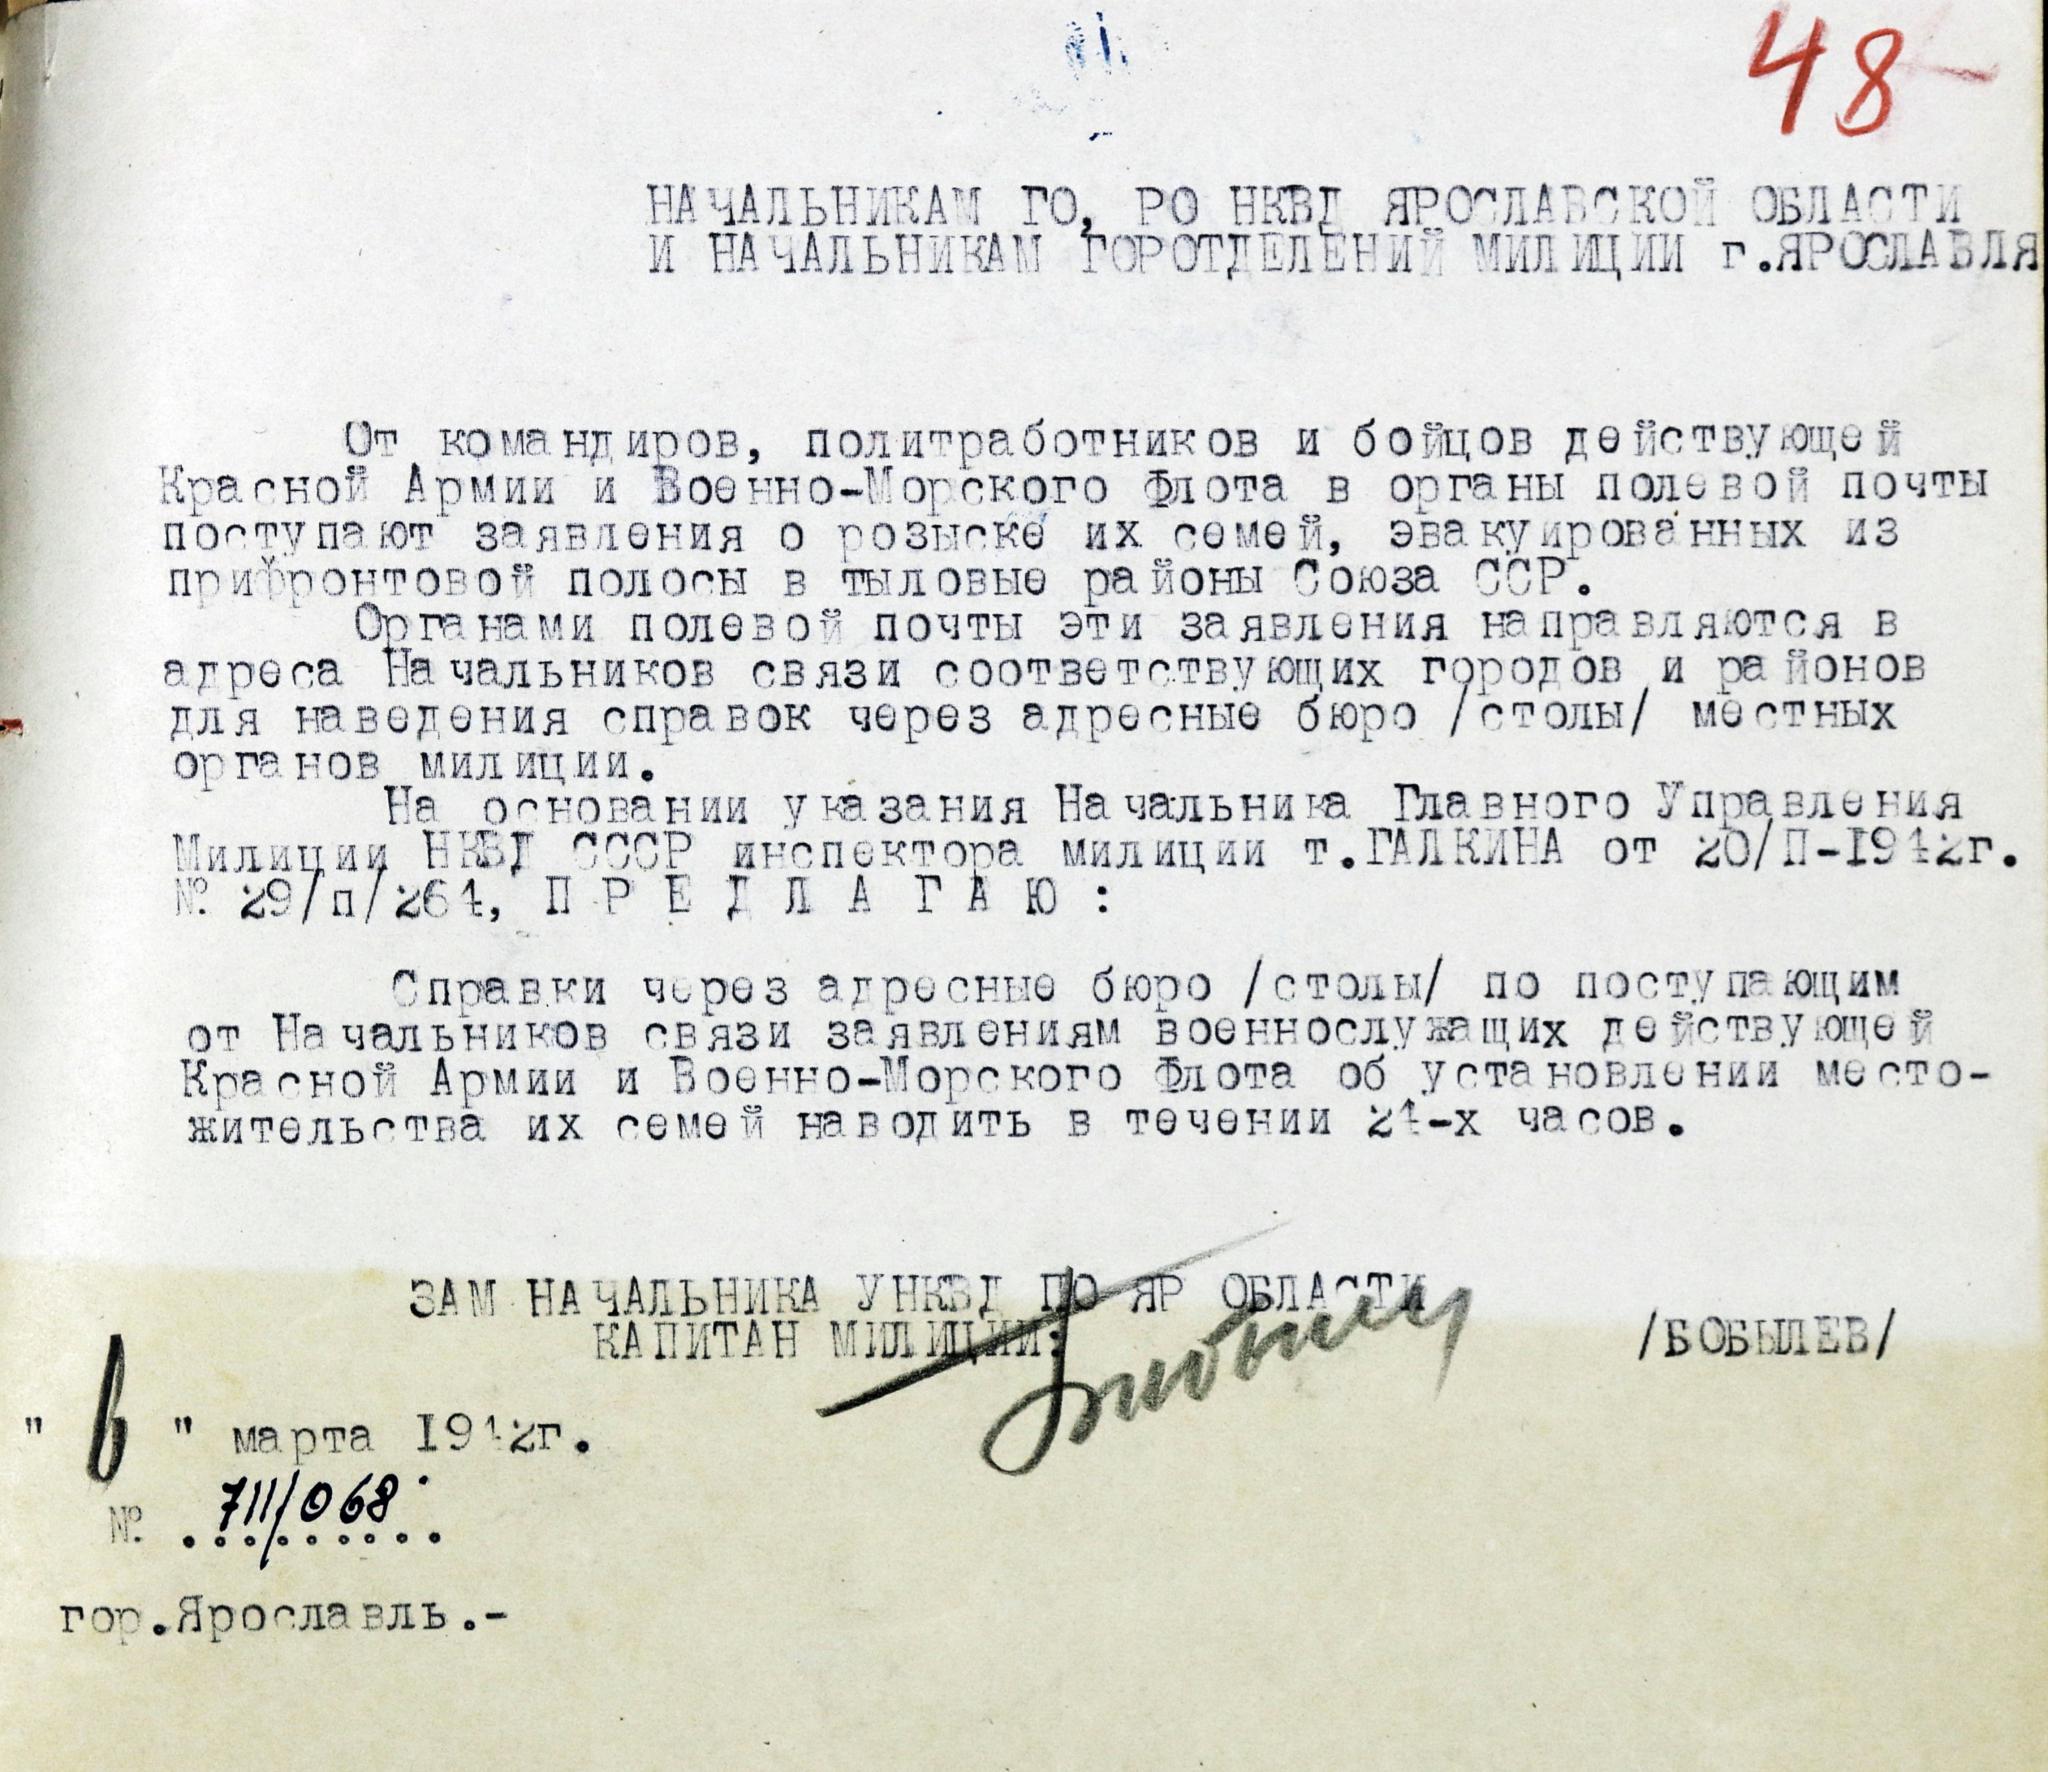 48
НАЧАЛЬНИКАМ ГО, РО НКВД ЯРОСЛАВСКОЙ ОБЛАСТИ
И НАЧАЛЬНИКАМ ГОРОТДЕЛЕНИЙ МИЛИЦИИ г.ЯРОСЛАВЛЯ
От командиров, политработников и бойцов действующей
Красной Армии и Военно-Морского Флота в органы полевой почты
поступают заявления о розыске их семей, эвакуированных из
прифронтовой полосы в тыловые районы Союза ССР.
Органами полевой почты эти заявления направляются в
адреса Начальников связи соответствующих городов и районов
для наведения справок через адресные бюро /столы/ местных
органов милиции.
На основании указания Начальника Главного Управления
Милиции НКВД СССР инспектора милиции т.ГАЛКИНА от 20/П-1942г.
№ 29/п/264, П Р Е Д Л А Г А Ю :
Справки через адресные бюро /столы/ по поступающим
от Начальников связи заявлениям военнослужащих действующей
Красной Армии и Военно-Морского Флота об установлении место-
жительства их семей наводить в течении 24-х часов.
ЗАМ НАЧАЛЬНИКА УНКВД ПО ЯР ОБЛАСТИ
КАПИТАН МИЛИЦИИ:
/БОБЫЛЕВ/
" 6 " марта 1942г.
№ 711/068
гор.Ярославль.-